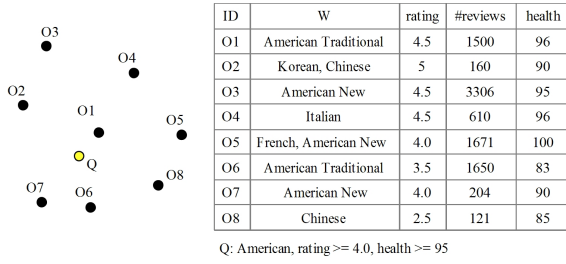 O3
O4
O2
O1
O5
Q
O8
O7
O6
ID W rating #reviews health
O1 American Traditional 4.5 1500 96
O2 Korean, Chinese 5 160 90
O3 American New 4.5 3306 95
O4 Italian 4.5 610 96
O5 French, American New 4.0 1671 100
O6 American Traditional 3.5 1650 83
O7 American New 4.0 204 90
O8 Chinese 2.5 121 85
Q: American, rating >= 4.0, health >= 95